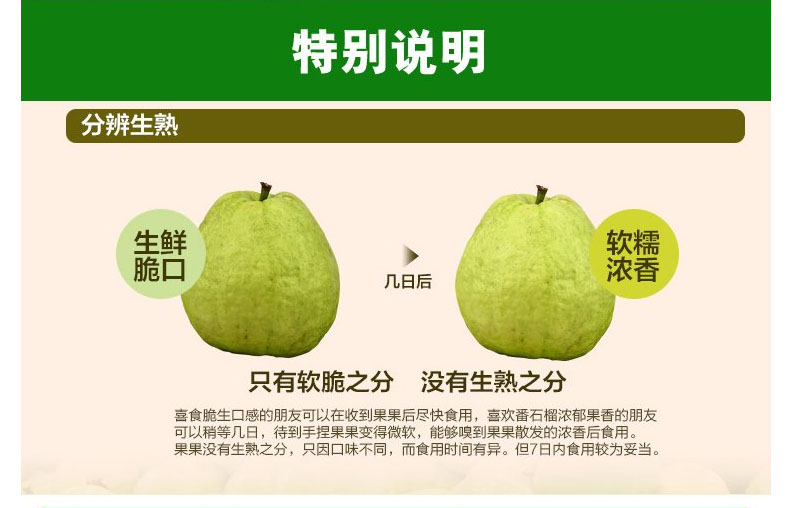 特别说明
分辨生熟
生鲜
脆口
几日后
软糯
浓香
只有软脆之分 没有生熟之分
喜食脆生口感的朋友可以在收到果果后尽快食用，喜欢番石榴浓郁果香的朋友
可以稍等几日，待到手捏果果变得微软，能够嗅到果果散发的浓香后食用。
果果没有生熟之分，只因口味不同，而食用时间有异。但7日内食用较为妥当。